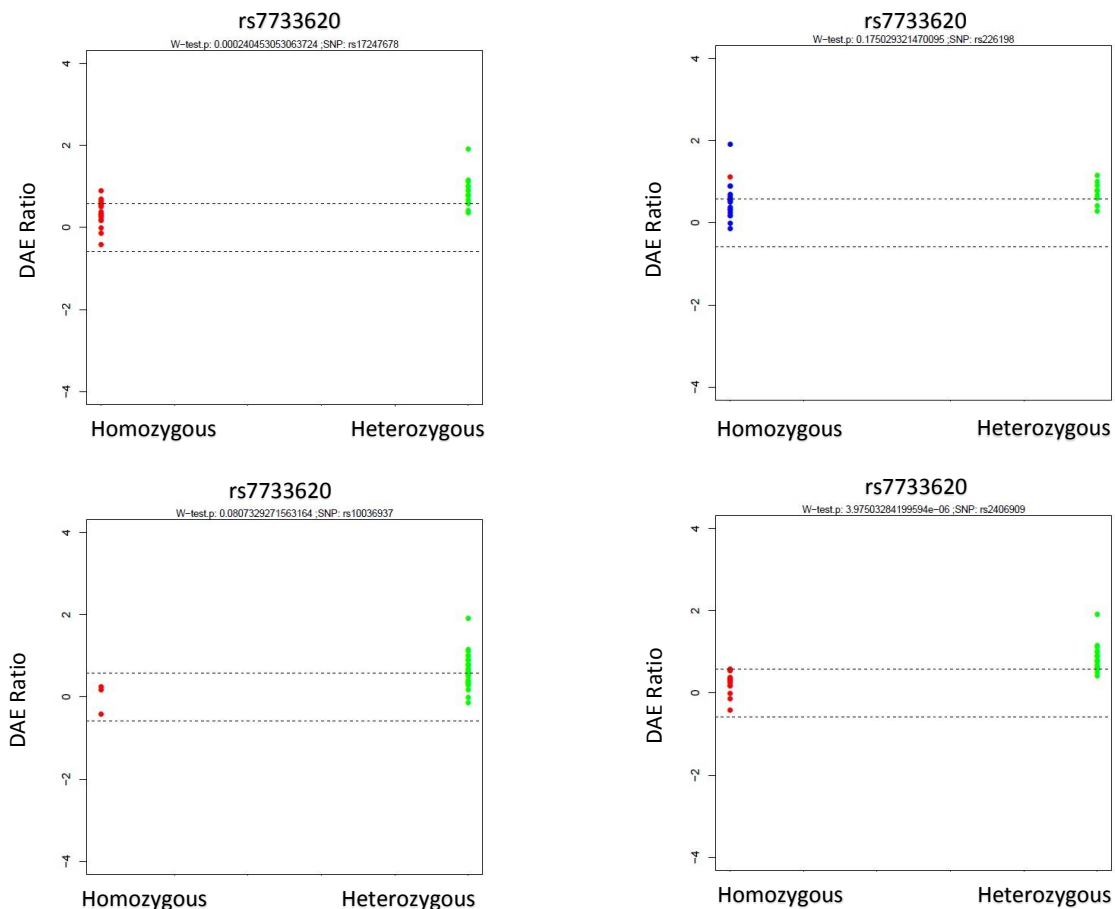 rs7733620
W-test.p: 0.000240453053063724 ;SNP: rs17247678
DAE Ratio
4
2
0
-2
-4
Homozygous Heterozygous
rs7733620
W-test.p: 0.175029321470095 ;SNP: rs226198
DAE Ratio
4
2
0
-2
-4
Homozygous Heterozygous
rs7733620
W-test.p: 0.0807329271563164 ;SNP: rs10036937
DAE Ratio
4
2
0
-2
-4
Homozygous Heterozygous
rs7733620
W-test.p: 3.97503284199594e-06 ;SNP: rs2406909
DAE Ratio
4
2
0
-2
-4
Homozygous Heterozygous